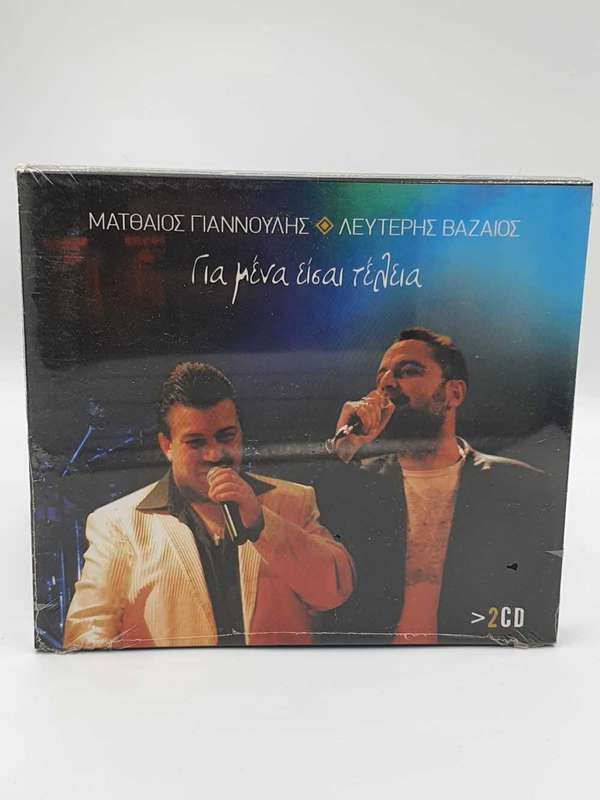 ΜΑΤΘΑΙΟΣ ΓΙΑΝΝΟΥΛΗΣ ΛΕΥΤΕΡΗΣ ΒΑΖΑΙΟΣ
Για μένα είσαι τέλεια
>2CD